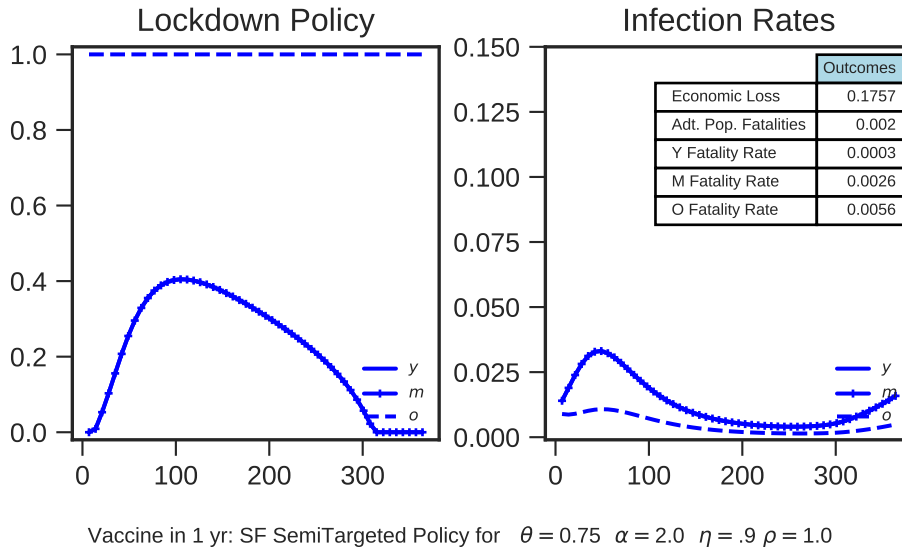 Lockdown Policy
1.0
0.8
0.6
0.4
0.2
0.0
0
100
200
300
y
m
o
Infection Rates
0.150
0.125
0.100
0.075
0.050
0.025
0.000
0
100
200
300
Outcomes
Economic Loss 0.1757
Adt. Pop. Fatalities 0.002
Y Fatality Rate 0.0003
M Fatality Rate 0.0026
O Fatality Rate 0.0056
y
m
o
Vaccine in 1 yr: SF SemiTargeted Policy for θ = 0.75 α = 2.0 η = .9 ρ = 1.0